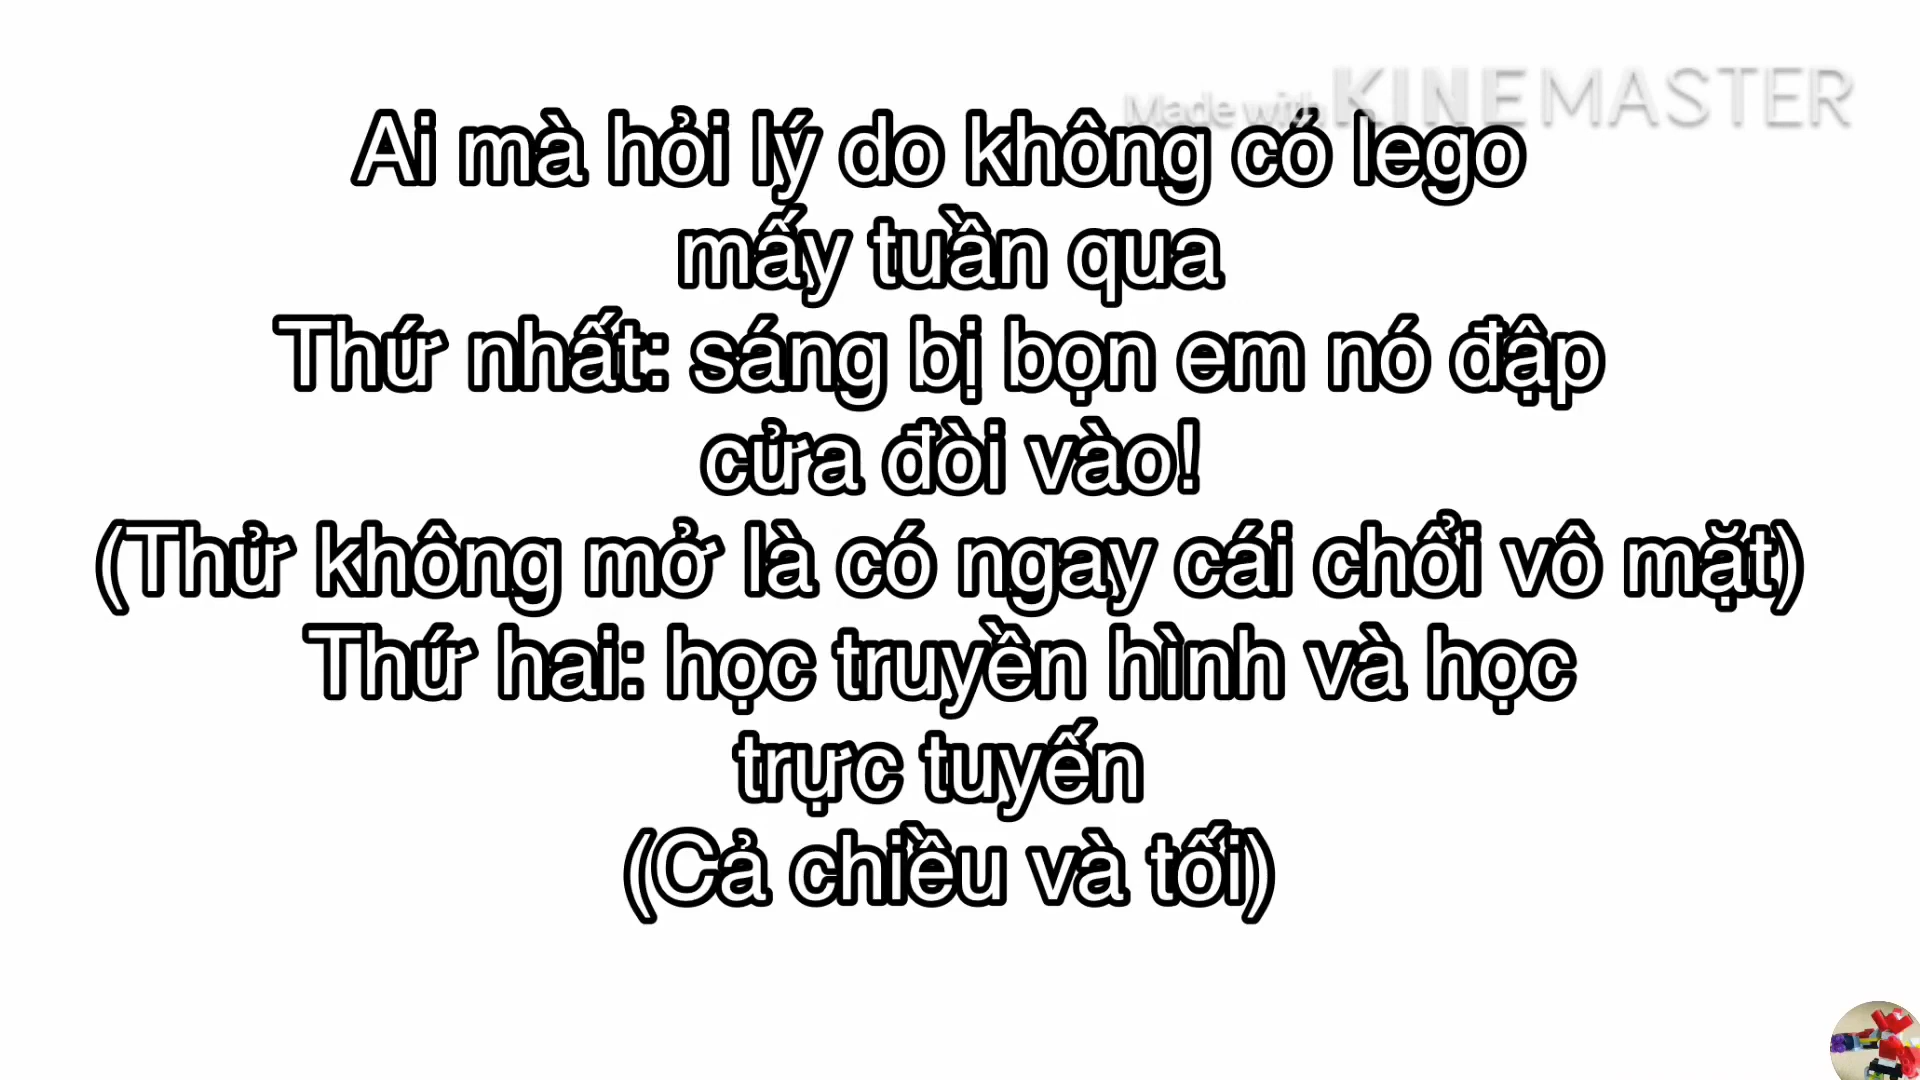 Made with KINEMASTER
Ai mà hỏi lý do không có lego
mấy tuần qua
Thứ nhất: sáng bị bọn em nó đập
cửa đòi vào!
(Thử không mở là có ngay cái chổi vô mặt)
Thứ hai: học truyền hình và học
trực tuyến
(Cả chiều và tối)